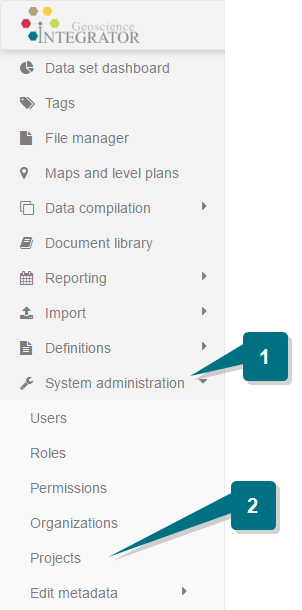 Geoscience
INTEGRATOR
Data set dashboard
Tags
File manager
Maps and level plans
Data compilation
Document library
Reporting
Import
Definitions
1
System administration
Users
Roles
Permissions
2
Organizations
Projects
Edit metadata